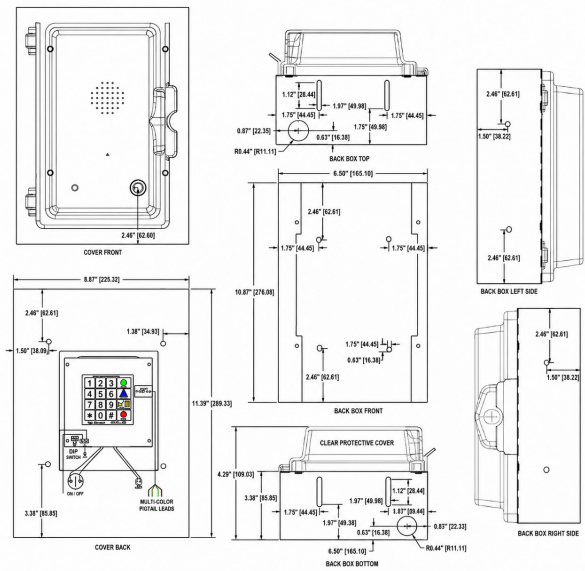 2.46" [62.60]
COVER FRONT
1.12" [28.44]
1.97" [49.98]
1.75" [44.45]
1.75" [49.98]
1.75" [44.45]
0.87" [22.35]
0.63" [16.38]
R0.44" [R11.11]
BACK BOX TOP
2.46" [62.61]
1.50" [38.22]
2.46" [62.61]
BACK BOX LEFT SIDE
6.50" [165.10]
2.46" [62.61]
1.75" [44.45]
1.75" [44.45]
10.87" [276.08]
1.75" [44.45]
0.63" [16.38]
2.46" [62.61]
BACK BOX FRONT
8.87" [225.32]
2.46" [62.61]
1.38" [34.93]
1.50" [38.09]
11.39" [289.33]
1 2 3
4 5 6
7 8 9
* 0 #
DIP
SWITCH
ON / OFF
MULTI-COLOR
PIGTAIL LEADS
3.38" [85.85]
COVER BACK
2.46" [62.61]
1.50" [38.22]
BACK BOX RIGHT SIDE
CLEAR PROTECTIVE COVER
4.29" [109.03]
3.38" [85.85]
1.12" [28.44]
1.97" [49.98]
1.75" [44.45]
1.87" [39.44]
1.97" [49.38]
0.63" [16.38]
0.83" [22.33]
6.50" [165.10]
R0.44" [R11.11]
BACK BOX BOTTOM